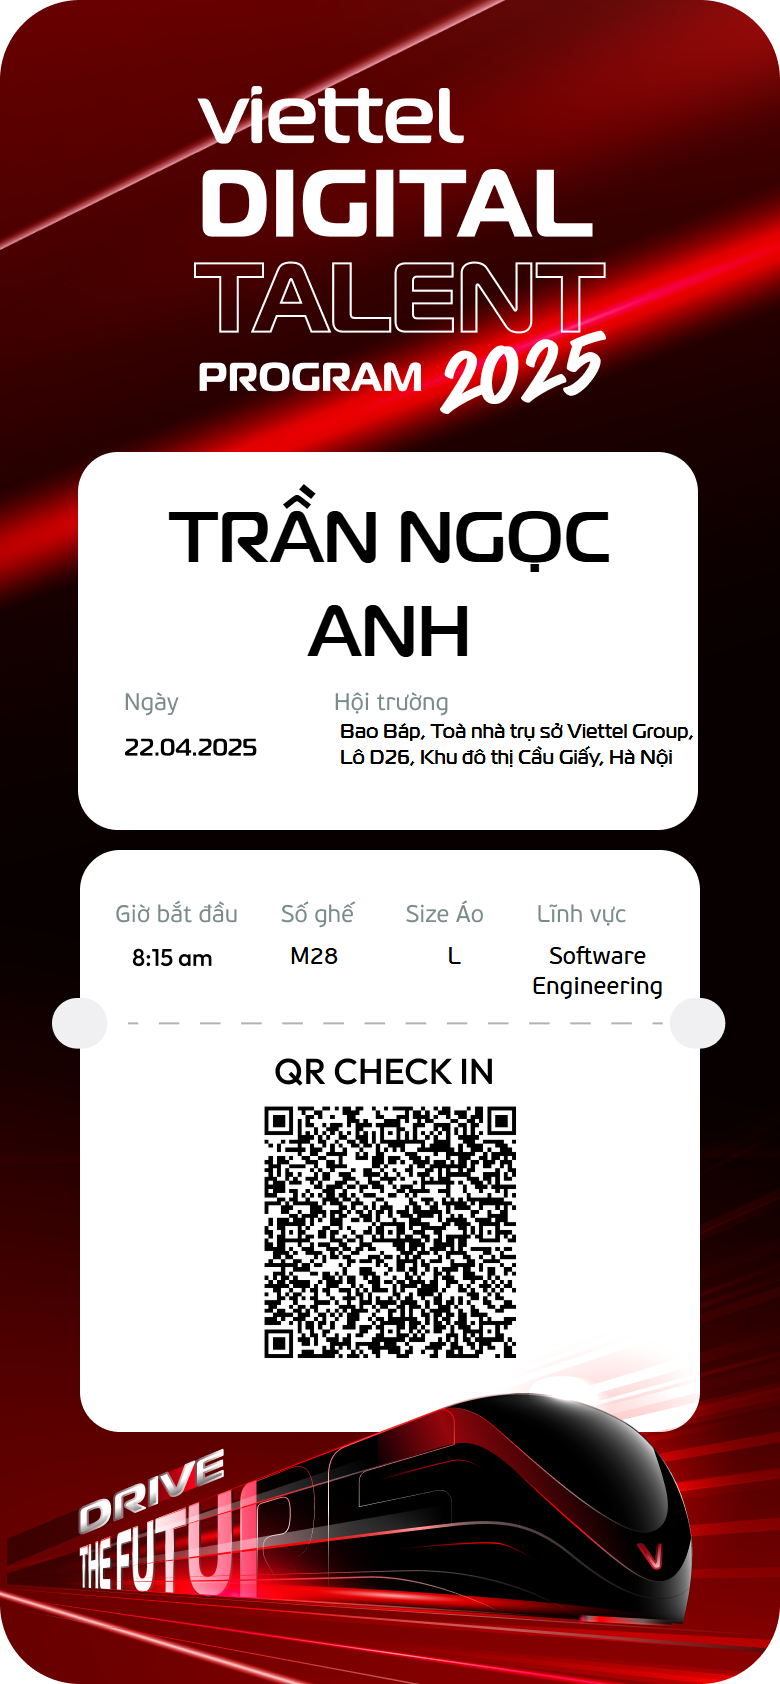 viettel
DIGITAL
TALENT
PROGRAM 2025
TRẦN NGỌC
ANH
Ngày
Hội trường
22.04.2025
Bao Báp, Toà nhà trụ sở Viettel Group,
Lô D26, Khu đô thị Cầu Giấy, Hà Nội
Giờ bắt đầu
Số ghế
Size Áo
Lĩnh vực
8:15 am
M28
L
Software
Engineering
QR CHECK IN
DRIVE
THE FUTURE